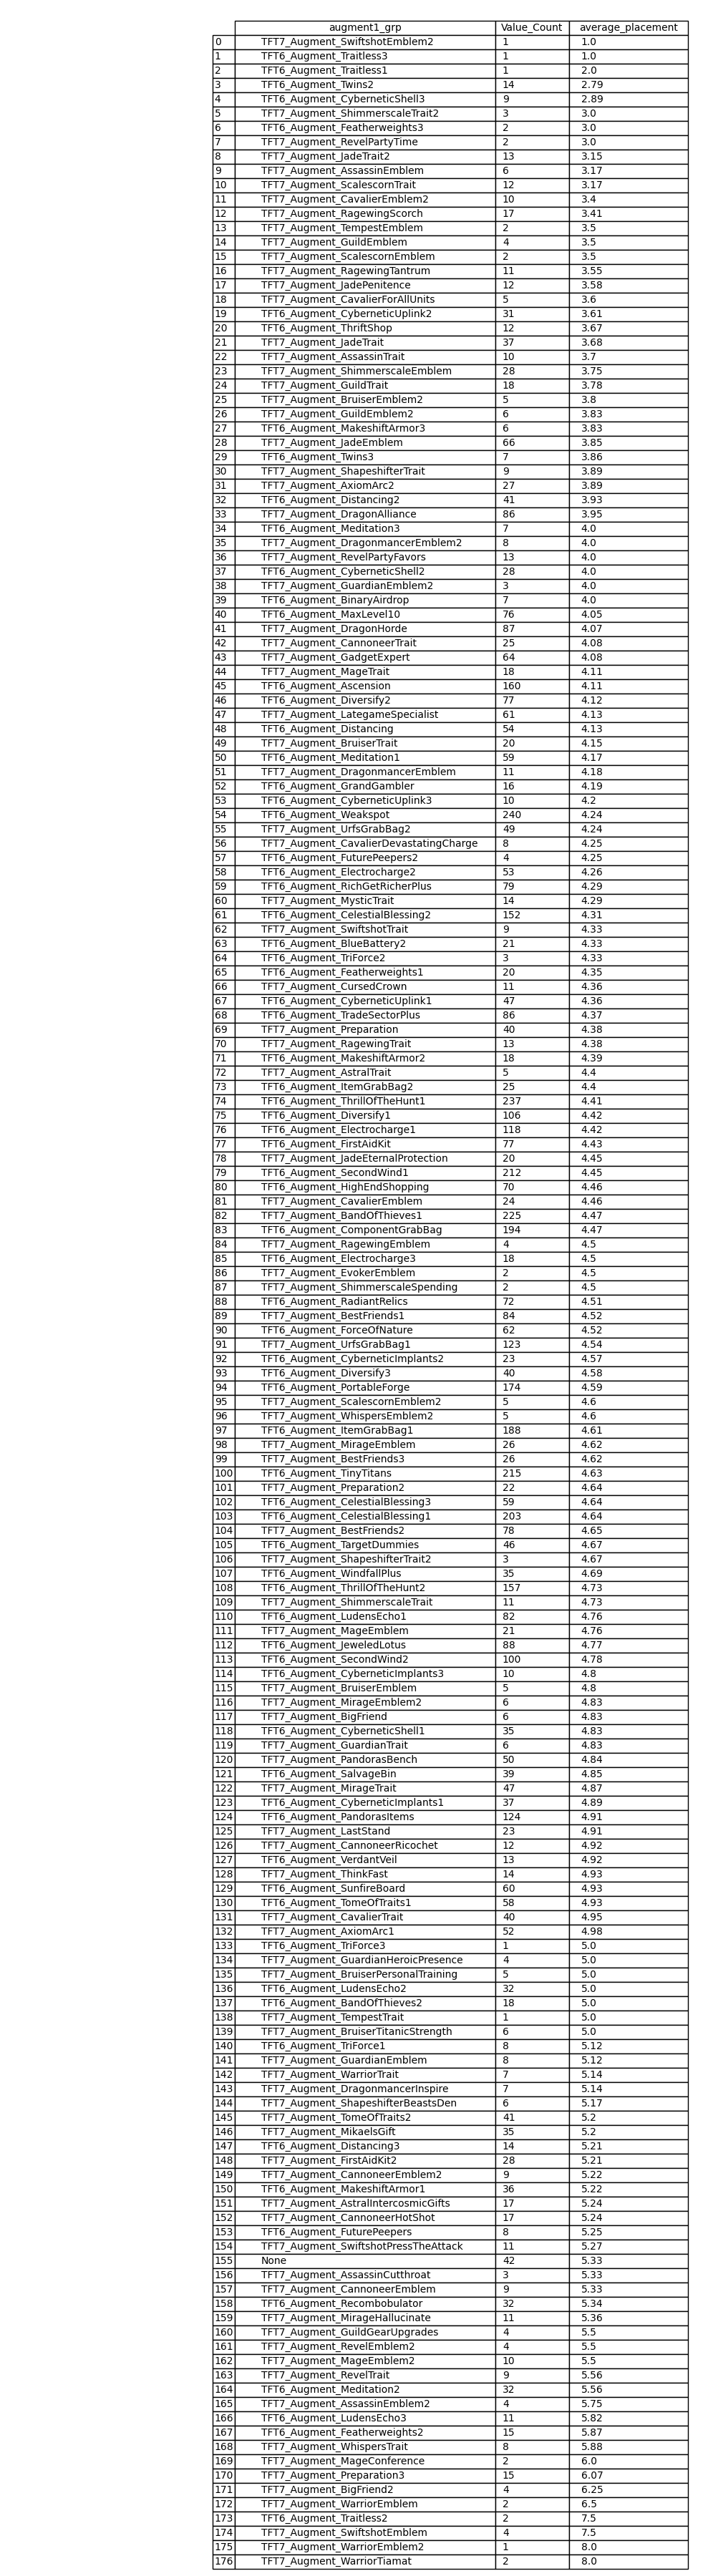 augment1_grp Value_Count average_placement
0 TFT7_Augment_SwiftshotEmblem2 1 1.0
1 TFT7_Augment_Traitless3 1 1.0
2 TFT6_Augment_Traitless1 1 2.0
3 TFT7_Augment_Twins2 14 2.79
4 TFT6_Augment_CyberneticShell3 9 2.89
5 TFT7_Augment_ShimmerscaleTrait2 3 3.0
6 TFT6_Augment_Featherweights3 2 3.0
7 TFT7_Augment_RevelPartyTime 2 3.0
8 TFT7_Augment_JadeTrait2 13 3.15
9 TFT7_Augment_AssassinEmblem 6 3.17
10 TFT7_Augment_ScalescornTrait 12 3.17
11 TFT7_Augment_CavalierEmblem2 10 3.4
12 TFT7_Augment_RagewingScorch 17 3.41
13 TFT7_Augment_TempestEmblem 2 3.5
14 TFT7_Augment_GuildEmblem 4 3.5
15 TFT7_Augment_ScalescornEmblem 2 3.5
16 TFT7_Augment_RagewingTantrum 11 3.55
17 TFT7_Augment_JadePenitence 12 3.58
18 TFT7_Augment_CavalierForAllUnits 5 3.6
19 TFT6_Augment_CyberneticUplink2 31 3.61
20 TFT6_Augment_ThriftShop 12 3.67
21 TFT7_Augment_JadeTrait 37 3.68
22 TFT7_Augment_AssassinTrait 10 3.7
23 TFT7_Augment_ShimmerscaleEmblem 28 3.75
24 TFT7_Augment_GuildTrait 18 3.78
25 TFT7_Augment_BruiserEmblem2 5 3.8
26 TFT7_Augment_GuildEmblem2 6 3.83
27 TFT6_Augment_MakeshiftArmor3 6 3.83
28 TFT7_Augment_JadeEmblem 66 3.85
29 TFT7_Augment_Twins3 7 3.86
30 TFT7_Augment_ShapeshifterTrait 9 3.89
31 TFT7_Augment_AxiomArc2 27 3.89
32 TFT6_Augment_Distancing2 41 3.93
33 TFT7_Augment_DragonAlliance 86 3.95
34 TFT6_Augment_Meditation3 7 4.0
35 TFT7_Augment_DragonmancerEmblem2 8 4.0
36 TFT7_Augment_RevelPartyFavors 13 4.0
37 TFT6_Augment_CyberneticShell2 28 4.0
38 TFT7_Augment_GuardianEmblem2 3 4.0
39 TFT6_Augment_BinaryAirdrop 7 4.0
40 TFT6_Augment_MaxLevel10 76 4.05
41 TFT7_Augment_DragonHorde 87 4.07
42 TFT7_Augment_CannoneerTrait 25 4.08
43 TFT7_Augment_GadgetExpert 64 4.08
44 TFT7_Augment_MageTrait 18 4.11
45 TFT6_Augment_Ascension 160 4.11
46 TFT6_Augment_Diversify2 77 4.12
47 TFT7_Augment_LategameSpecialist 61 4.13
48 TFT6_Augment_Distancing 54 4.13
49 TFT7_Augment_BruiserTrait 20 4.15
50 TFT6_Augment_Meditation1 59 4.17
51 TFT7_Augment_DragonmancerEmblem 11 4.18
52 TFT6_Augment_GrandGambler 16 4.19
53 TFT6_Augment_CyberneticUplink3 10 4.2
54 TFT6_Augment_Weakspot 240 4.24
55 TFT7_Augment_UrfsGrabBag2 49 4.24
56 TFT7_Augment_CavalierDevastatingCharge 8 4.25
57 TFT7_Augment_FuturePeepers2 4 4.25
58 TFT6_Augment_Electrocharge2 53 4.26
59 TFT6_Augment_RichGetRicherPlus 79 4.29
60 TFT7_Augment_MysticTrait 14 4.29
61 TFT6_Augment_CelestialBlessing2 152 4.31
62 TFT7_Augment_SwiftshotTrait 9 4.33
63 TFT6_Augment_BlueBattery2 21 4.33
64 TFT6_Augment_TriForce2 3 4.33
65 TFT6_Augment_Featherweights1 20 4.35
66 TFT7_Augment_CursedCrown 11 4.36
67 TFT6_Augment_CyberneticUplink1 47 4.36
68 TFT6_Augment_TradeSectorPlus 86 4.37
69 TFT7_Augment_Preparation 40 4.38
70 TFT7_Augment_RagewingTrait 13 4.38
71 TFT6_Augment_MakeshiftArmor2 18 4.39
72 TFT7_Augment_AstralTrait 5 4.4
73 TFT6_Augment_ItemGrabBag2 25 4.4
74 TFT6_Augment_ThrillOfTheHunt1 237 4.41
75 TFT6_Augment_Diversify1 106 4.42
76 TFT6_Augment_Electrocharge1 118 4.42
77 TFT6_Augment_FirstAidKit 77 4.43
78 TFT7_Augment_JadeEternalProtection 20 4.45
79 TFT6_Augment_SecondWind1 212 4.45
80 TFT6_Augment_HighEndShopping 70 4.46
81 TFT7_Augment_CavalierEmblem 24 4.46
82 TFT6_Augment_BandOfThieves1 225 4.47
83 TFT6_Augment_ComponentGrabBag 194 4.47
84 TFT7_Augment_RagewingEmblem 4 4.5
85 TFT6_Augment_Electrocharge3 18 4.5
86 TFT7_Augment_EvokerEmblem 2 4.5
87 TFT7_Augment_ShimmerscaleSpending 2 4.5
88 TFT6_Augment_RadiantRelics 72 4.51
89 TFT7_Augment_BestFriends1 84 4.52
90 TFT6_Augment_ForceOfNature 62 4.52
91 TFT7_Augment_UrfsGrabBag1 123 4.54
92 TFT6_Augment_CyberneticImplants2 23 4.57
93 TFT6_Augment_Diversify3 40 4.58
94 TFT6_Augment_PortableForge 174 4.59
95 TFT7_Augment_ScalescornEmblem2 5 4.6
96 TFT7_Augment_WhispersEmblem2 5 4.6
97 TFT6_Augment_ItemGrabBag1 188 4.61
98 TFT7_Augment_MirageEmblem 26 4.62
99 TFT7_Augment_BestFriends3 26 4.62
100 TFT6_Augment_TinyTitans 215 4.63
101 TFT7_Augment_Preparation2 22 4.64
102 TFT6_Augment_CelestialBlessing3 59 4.64
103 TFT6_Augment_CelestialBlessing1 203 4.64
104 TFT7_Augment_BestFriends2 78 4.65
105 TFT6_Augment_TargetDummies 46 4.67
106 TFT7_Augment_ShapeshifterTrait2 3 4.67
107 TFT6_Augment_WindfallPlus 35 4.69
108 TFT6_Augment_ThrillOfTheHunt2 157 4.73
109 TFT7_Augment_ShimmerscaleTrait 11 4.73
110 TFT6_Augment_LudensEcho1 82 4.76
111 TFT7_Augment_MageEmblem 21 4.76
112 TFT6_Augment_JeweledLotus 88 4.77
113 TFT6_Augment_SecondWind2 100 4.78
114 TFT6_Augment_CyberneticImplants3 10 4.8
115 TFT7_Augment_BruiserEmblem 5 4.8
116 TFT7_Augment_MirageEmblem2 6 4.83
117 TFT7_Augment_BigFriend 6 4.83
118 TFT6_Augment_CyberneticShell1 35 4.83
119 TFT7_Augment_GuardianTrait 6 4.83
120 TFT7_Augment_PandorasBench 50 4.84
121 TFT6_Augment_SalvageBin 39 4.85
122 TFT7_Augment_MirageTrait 47 4.87
123 TFT6_Augment_CyberneticImplants1 37 4.89
124 TFT6_Augment_PandorasItems 124 4.91
125 TFT7_Augment_LastStand 23 4.91
126 TFT7_Augment_CannoneerRicochet 12 4.92
127 TFT6_Augment_VerdantVeil 13 4.92
128 TFT7_Augment_ThinkFast 14 4.93
129 TFT6_Augment_SunfireBoard 60 4.93
130 TFT6_Augment_TomeOfTraits1 58 4.93
131 TFT7_Augment_CavalierTrait 40 4.95
132 TFT7_Augment_AxiomArc1 52 4.98
133 TFT6_Augment_TriForce3 1 5.0
134 TFT7_Augment_GuardianHeroicPresence 4 5.0
135 TFT7_Augment_BruiserPersonalTraining 5 5.0
136 TFT6_Augment_LudensEcho2 32 5.0
137 TFT6_Augment_BandOfThieves2 18 5.0
138 TFT7_Augment_TempestTrait 1 5.0
139 TFT7_Augment_BruiserTitanicStrength 6 5.0
140 TFT6_Augment_TriForce1 8 5.12
141 TFT7_Augment_GuardianEmblem 8 5.12
142 TFT7_Augment_WarriorTrait 7 5.14
143 TFT7_Augment_DragonmancerInspire 7 5.14
144 TFT7_Augment_ShapeshifterBeastsDen 6 5.17
145 TFT7_Augment_TomeOfTraits2 41 5.2
146 TFT7_Augment_MikaelsGift 35 5.2
147 TFT6_Augment_Distancing3 14 5.21
148 TFT7_Augment_FirstAidKit2 28 5.21
149 TFT7_Augment_CannoneerEmblem2 9 5.22
150 TFT6_Augment_MakeshiftArmor1 36 5.22
151 TFT7_Augment_AstralIntercosmicGifts 17 5.24
152 TFT7_Augment_CannoneerHotShot 17 5.24
153 TFT6_Augment_FuturePeepers 8 5.25
154 TFT7_Augment_SwiftshotPressTheAttack 11 5.27
155 None 42 5.33
156 TFT7_Augment_AssassinCutthroat 3 5.33
157 TFT7_Augment_CannoneerEmblem 9 5.33
158 TFT6_Augment_Recombobulator 32 5.34
159 TFT7_Augment_MirageHallucinate 11 5.36
160 TFT7_Augment_GuildGearUpgrades 4 5.5
161 TFT7_Augment_RevelEmblem2 4 5.5
162 TFT7_Augment_MageEmblem2 10 5.5
163 TFT7_Augment_RevelTrait 9 5.56
164 TFT6_Augment_Meditation2 32 5.56
165 TFT7_Augment_AssassinEmblem2 4 5.75
166 TFT6_Augment_LudensEcho3 11 5.82
167 TFT6_Augment_Featherweights2 15 5.87
168 TFT7_Augment_WhispersTrait 8 5.88
169 TFT7_Augment_MageConference 2 6.0
170 TFT7_Augment_Preparation3 15 6.07
171 TFT7_Augment_BigFriend2 4 6.25
172 TFT7_Augment_WarriorEmblem 2 6.5
173 TFT6_Augment_Traitless2 2 7.5
174 TFT7_Augment_SwiftshotEmblem 4 7.5
175 TFT7_Augment_WarriorEmblem2 1 8.0
176 TFT7_Augment_WarriorTiamat 2 8.0